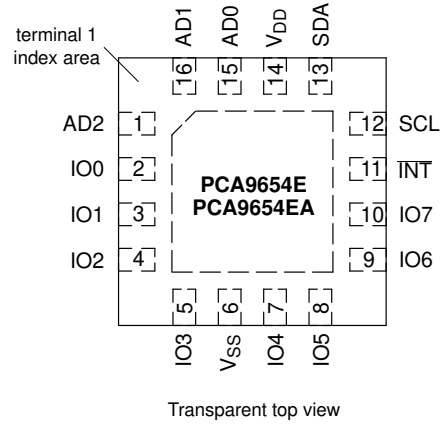 AD1
AD0
VDD
SDA
terminal 1
index area
16
15
14
13
AD2 1
12 SCL
IO0 2
11 INT
IO1 3
10 IO7
IO2 4
9 IO6
PCA9654E
PCA9654EA
5
6
7
8
IO3
VSS
IO4
IO5
Transparent top view